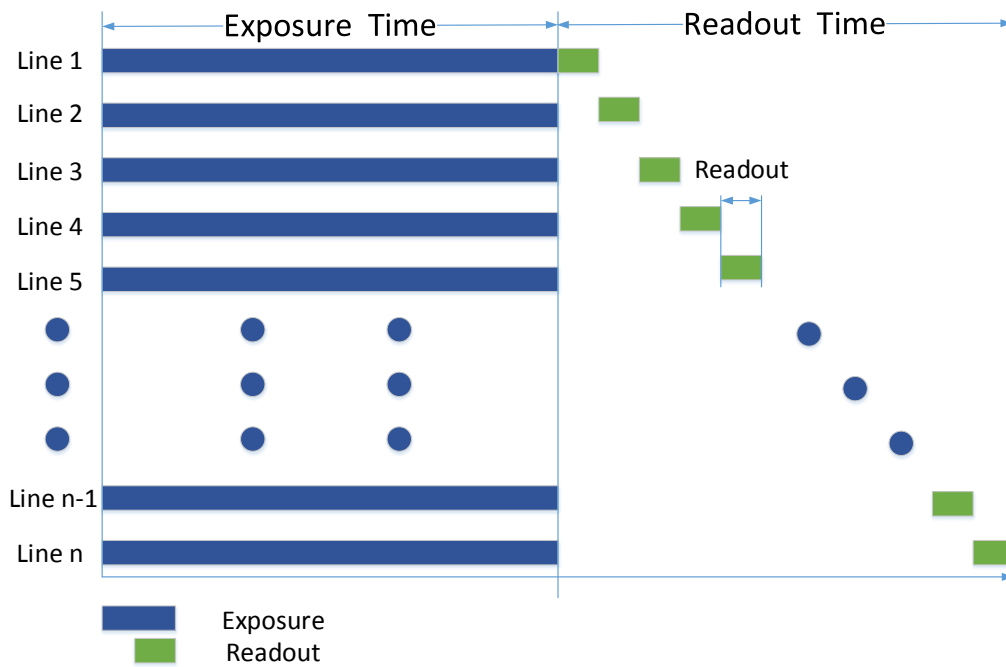 Exposure Time
Readout Time
Line 1
Line 2
Line 3
Readout
Line 4
Line 5
Line n-1
Line n
Exposure
Readout